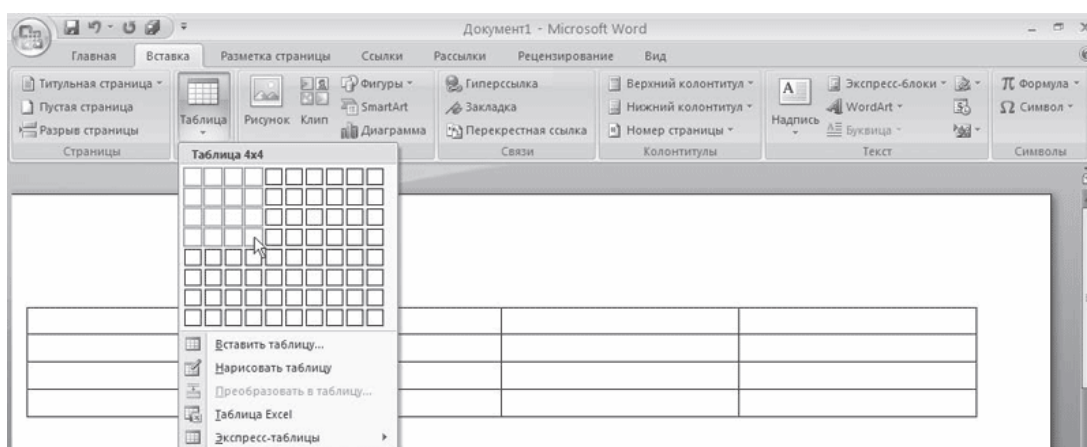 Документ1 - Microsoft Word
Главная Вставка Разметка страницы Ссылки Рассылки Рецензирование Вид
Титульная страница
Пустая страница
Разрыв страницы
Страницы
Таблица
Рисунок
Клип
Фигуры
SmartArt
Диаграмма
Гиперссылка
Закладка
Перекрестная ссылка
Связи
Верхний колонтитул
Нижний колонтитул
Номер страницы
Колонтитулы
Надпись
Экспресс-блоки
WordArt
Буквица
Текст
π Формула
Ω Символ
Символы
Таблица 4x4
Вставить таблицу...
Нарисовать таблицу
Преобразовать в таблицу...
Таблица Excel
Экспресс-таблицы